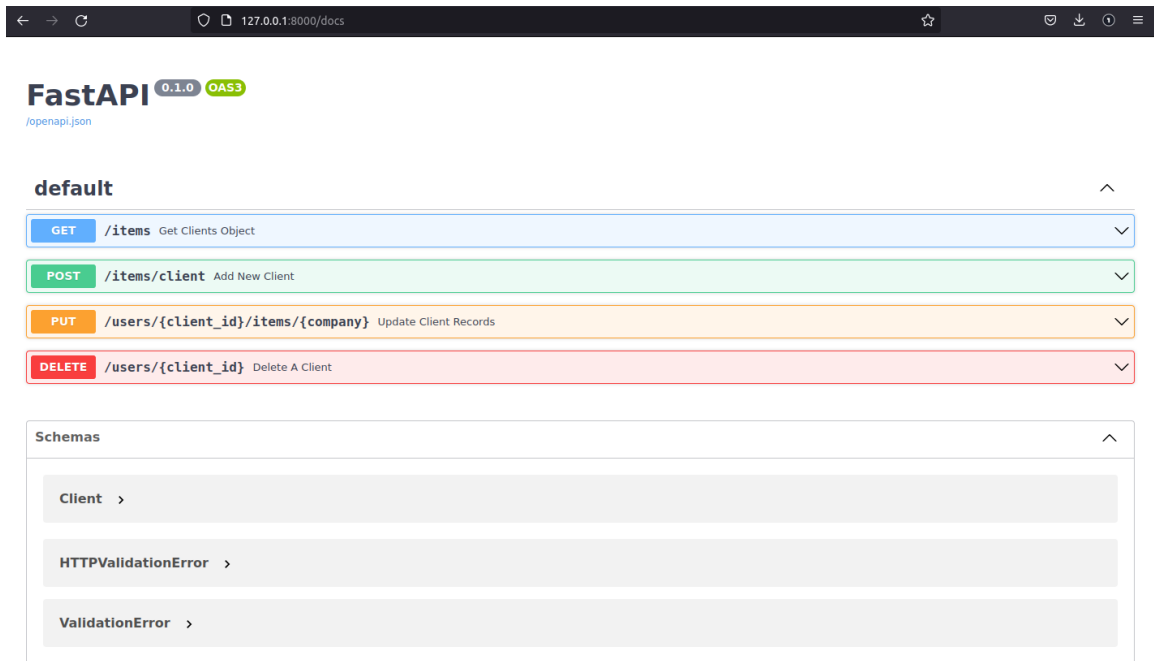 127.0.0.1:8000/docs
FastAPI 0.1.0 OAS3
/openapi.json
default
GET /items Get Clients Object
POST /items/client Add New Client
PUT /users/{client_id}/items/{company} Update Client Records
DELETE /users/{client_id} Delete A Client
Schemas
Client
HTTPValidationError
ValidationError